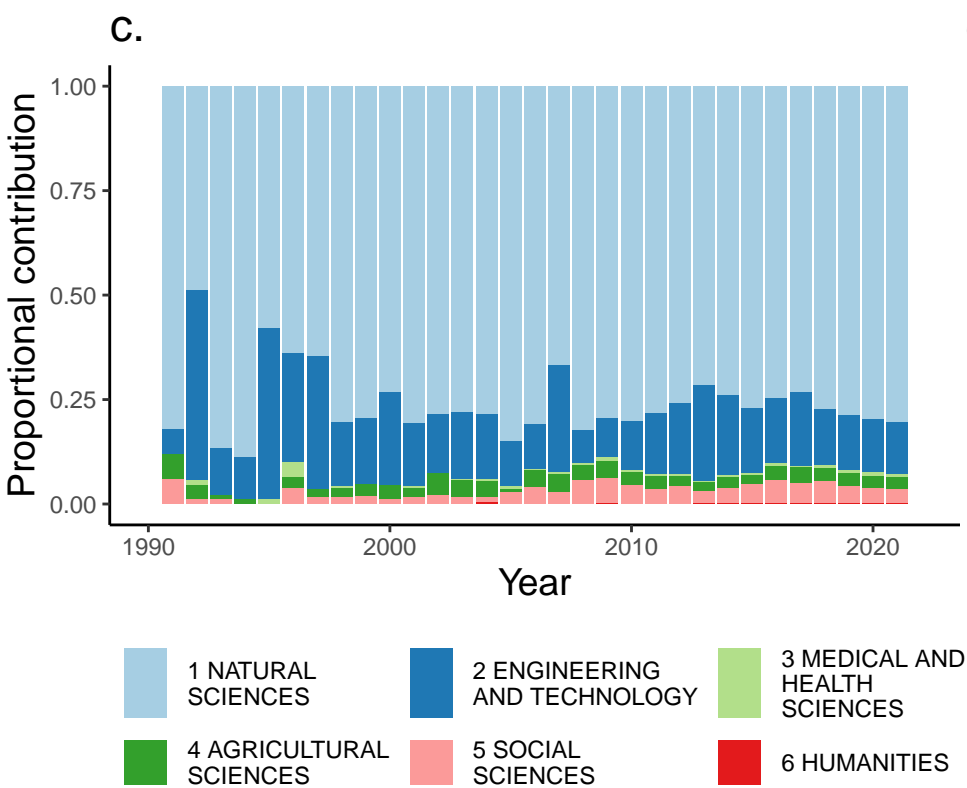 c.
Proportional contribution
1.00
0.75
0.50
0.25
0.00
1990
2000
2010
2020
Year
1 NATURAL
SCIENCES
2 ENGINEERING
AND TECHNOLOGY
3 MEDICAL AND
HEALTH
SCIENCES
4 AGRICULTURAL
SCIENCES
5 SOCIAL
SCIENCES
6 HUMANITIES